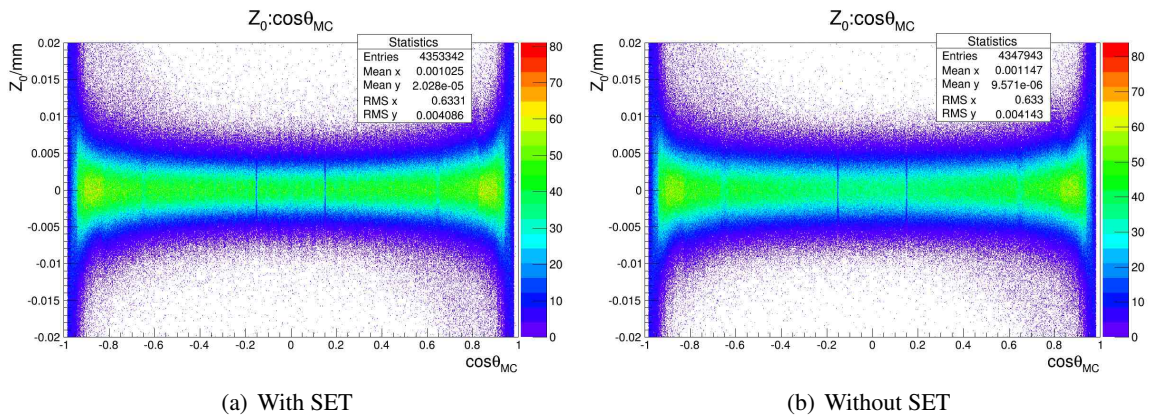 Z₀:cosθ_MC
Z₀/mm
0.02
0.015
0.01
0.005
0
-0.005
-0.01
-0.015
-0.02
Statistics
Entries 4353342
Mean x 0.001025
Mean y 2.028e-05
RMS x 0.6331
RMS y 0.004086
80
70
60
50
40
30
20
10
0
-1 -0.8 -0.6 -0.4 -0.2 0 0.2 0.4 0.6 0.8 1
cosθ_MC
(a) With SET
Z₀:cosθ_MC
Z₀/mm
0.02
0.015
0.01
0.005
0
-0.005
-0.01
-0.015
-0.02
Statistics
Entries 4347943
Mean x 0.001147
Mean y 9.571e-06
RMS x 0.633
RMS y 0.004143
80
70
60
50
40
30
20
10
0
-1 -0.8 -0.6 -0.4 -0.2 0 0.2 0.4 0.6 0.8 1
cosθ_MC
(b) Without SET